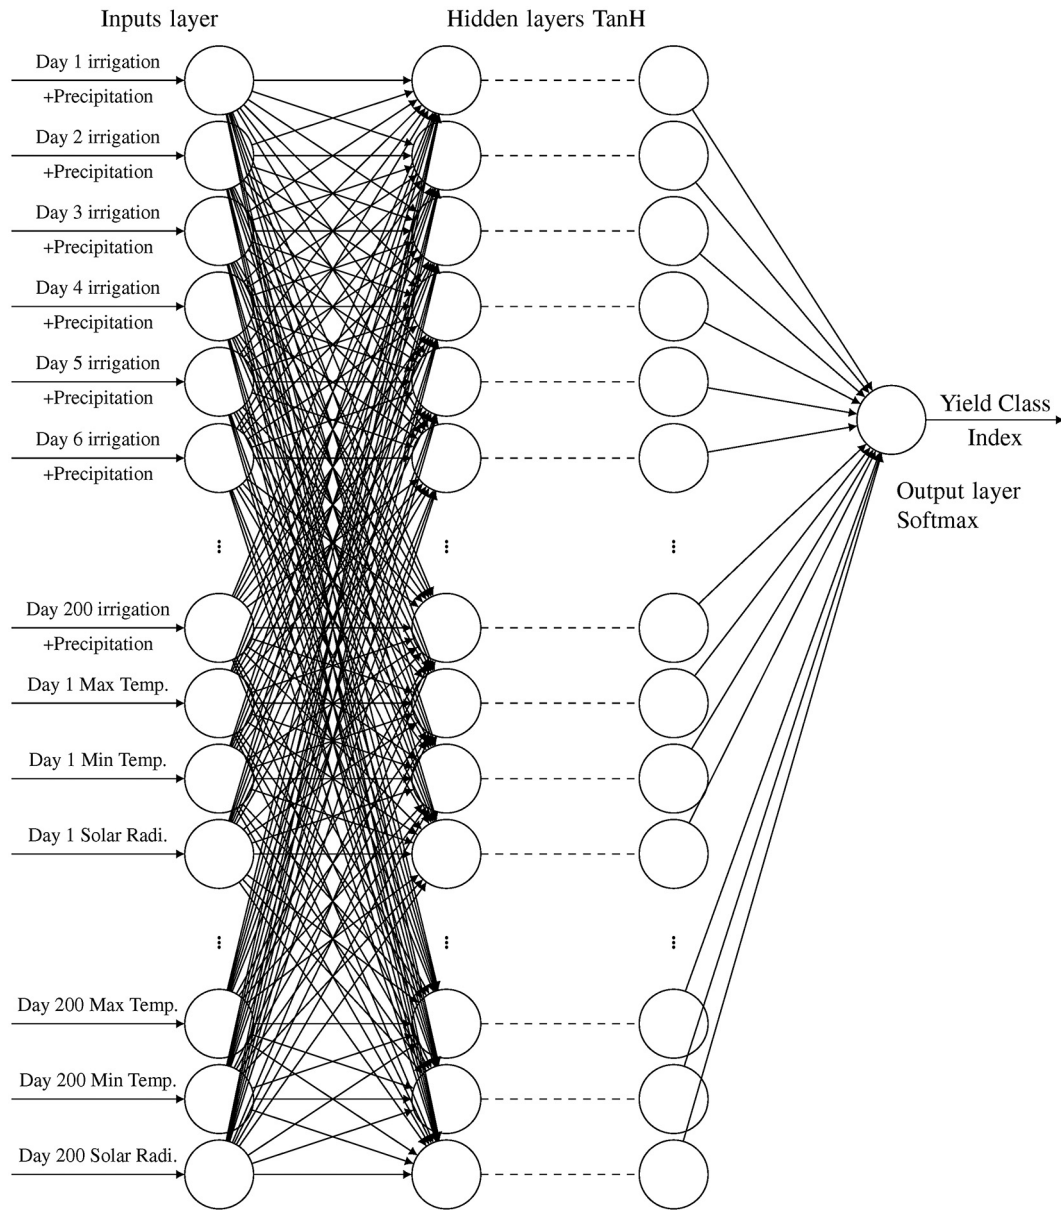 Inputs layer
Hidden layers TanH
Day 1 irrigation
+Precipitation
Day 2 irrigation
+Precipitation
Day 3 irrigation
+Precipitation
Day 4 irrigation
+Precipitation
Day 5 irrigation
+Precipitation
Day 6 irrigation
+Precipitation
Yield Class
Index
Output layer
Softmax
Day 200 irrigation
+Precipitation
Day 1 Max Temp.
Day 1 Min Temp.
Day 1 Solar Radi.
Day 200 Max Temp.
Day 200 Min Temp.
Day 200 Solar Radi.